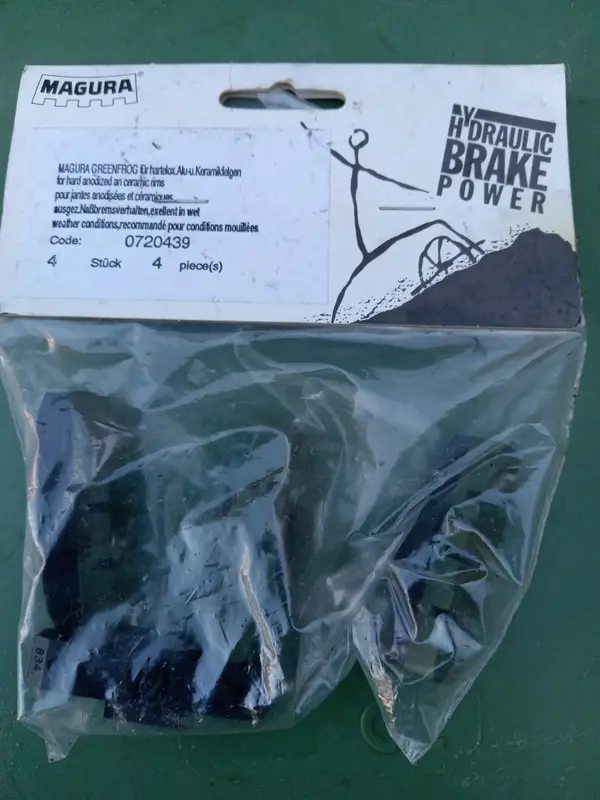 MAGURA
MAGURA GREENFROG für hartelox.Alu-u.Keramikfelgen
for hard anodized an ceramic rims
pour jantes anodisées et céramiques
ausgez.Naßbremsverhalten,exellent in wet
weather conditions,recommandé pour conditions mouillées
Code: 0720439
4 Stück 4 piece(s)
BY
HYDRAULIC
BRAKE
POWER
834